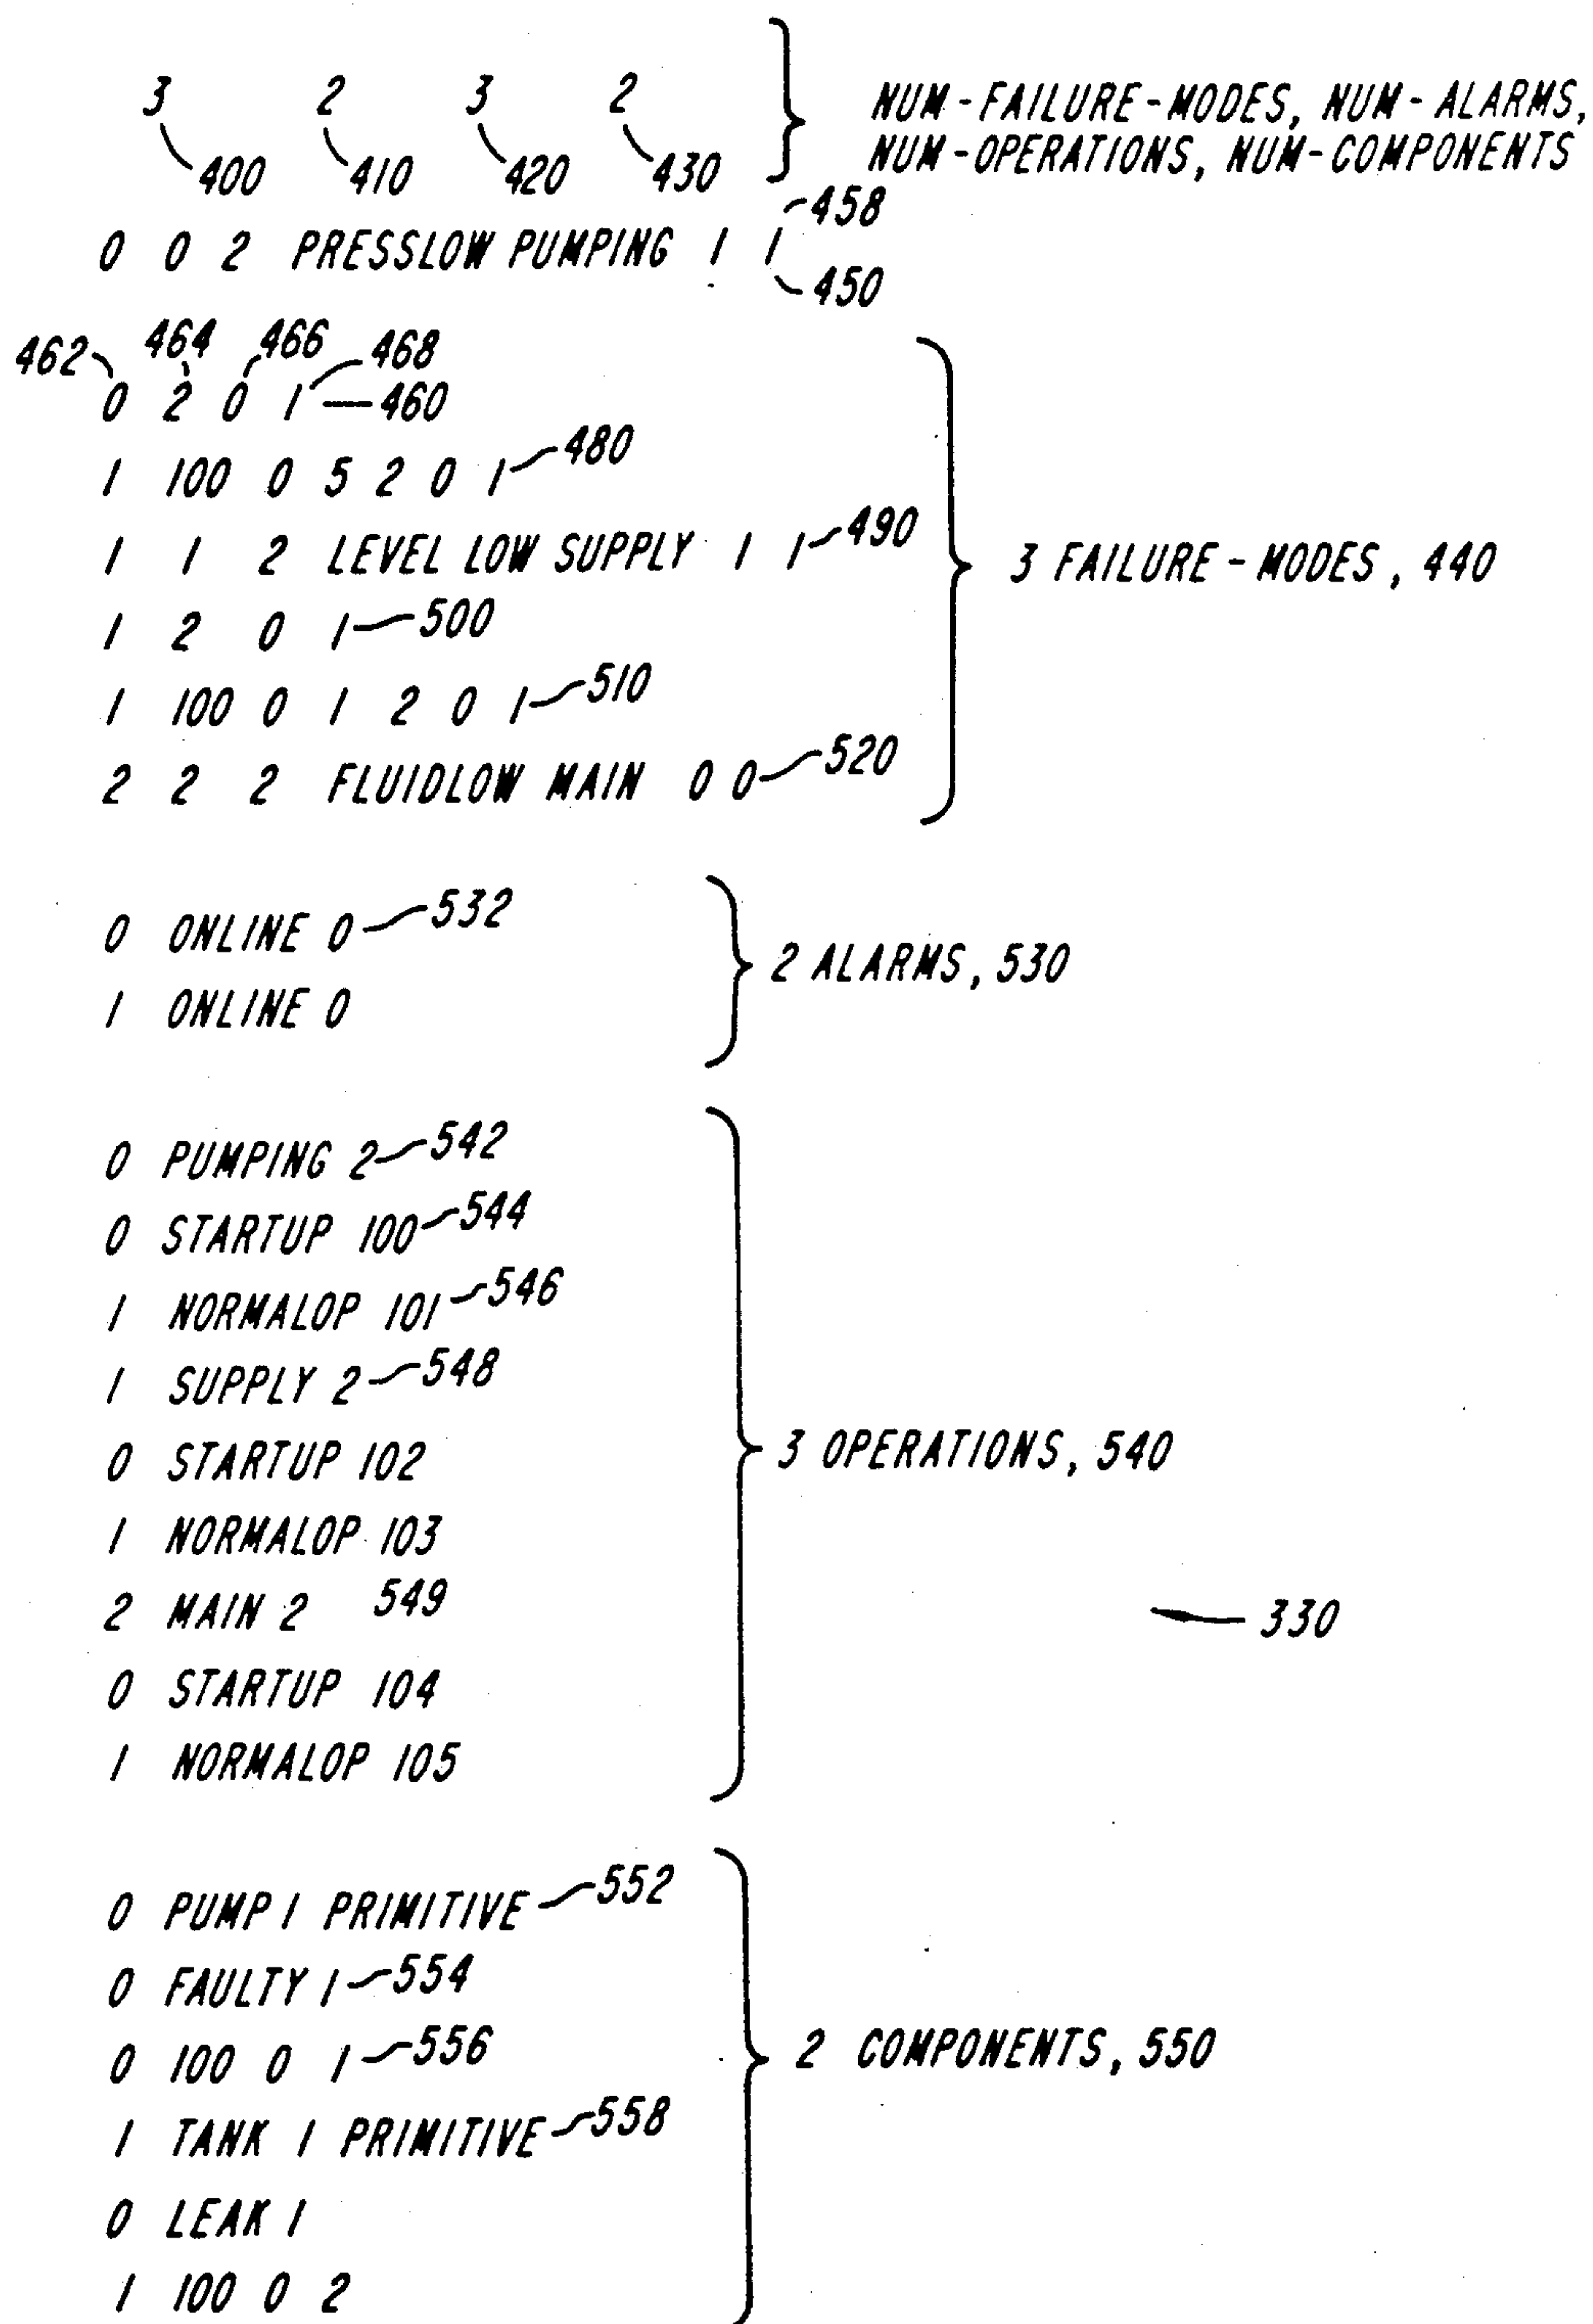 3 2 3 2
400 410 420 430
NUM-FAILURE-MODES, NUM-ALARMS,
NUM-OPERATIONS, NUM-COMPONENTS
458
0 0 2 PRESSLOW PUMPING 1 1
450
462 464 466 468
0 2 0 1 460
1 100 0 5 2 0 1 480
1 1 2 LEVEL LOW SUPPLY 1 1 490
1 2 0 1 500
1 100 0 1 2 0 1 510
2 2 2 FLUIDLOW MAIN 0 0 520
3 FAILURE-MODES, 440
0 ONLINE 0 532
1 ONLINE 0
2 ALARMS, 530
0 PUMPING 2 542
0 STARTUP 100 544
1 NORMALOP 101 546
1 SUPPLY 2 548
0 STARTUP 102
1 NORMALOP 103
2 MAIN 2 549
0 STARTUP 104
1 NORMALOP 105
3 OPERATIONS, 540
330
0 PUMP 1 PRIMITIVE 552
0 FAULTY 1 554
0 100 0 1 556
1 TANK 1 PRIMITIVE 558
0 LEAK 1
1 100 0 2
2 COMPONENTS, 550